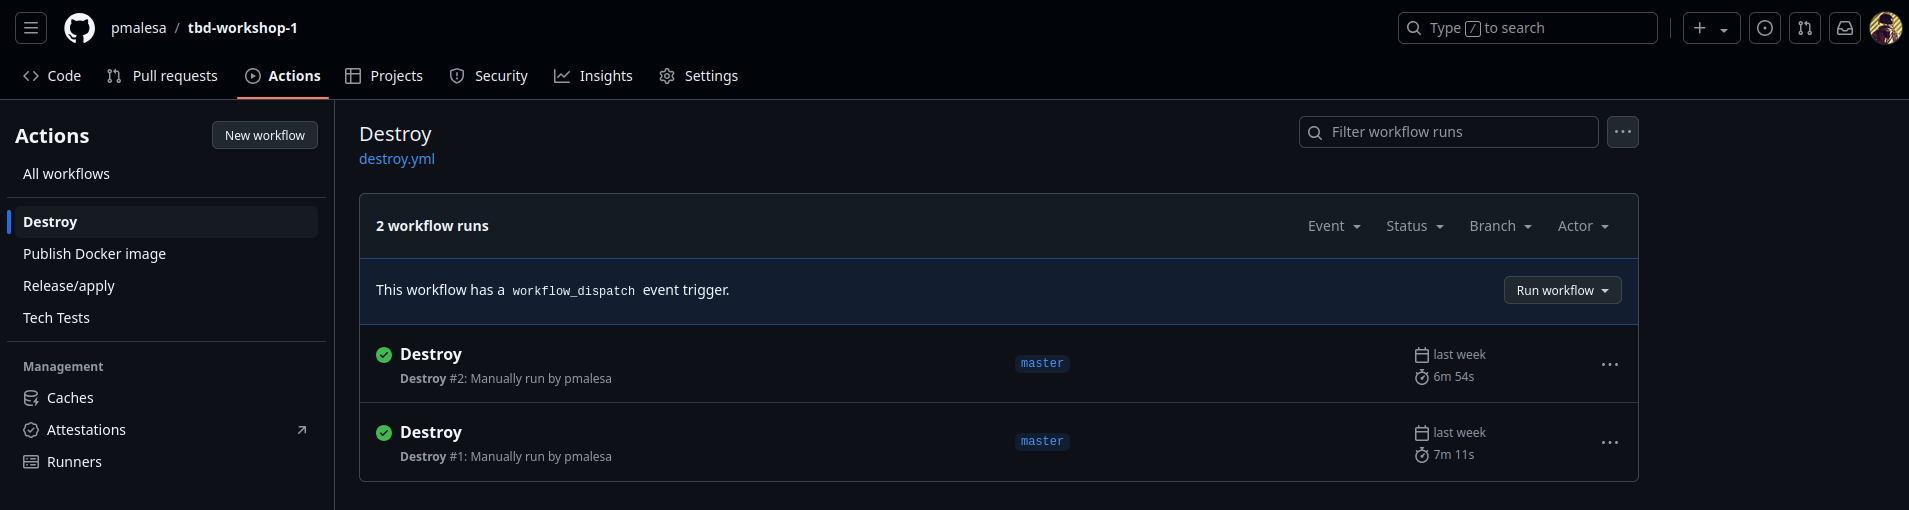 pmalesa / tbd-workshop-1
Type / to search
Code Pull requests Actions Projects Security Insights Settings
Actions
New workflow
All workflows
Destroy
Publish Docker image
Release/apply
Tech Tests
Management
Caches
Attestations
Runners
Destroy
destroy.yml
Filter workflow runs
2 workflow runs
Event Status Branch Actor
This workflow has a workflow_dispatch event trigger.
Run workflow
Destroy
Destroy #2: Manually run by pmalesa
master
last week
6m 54s
Destroy
Destroy #1: Manually run by pmalesa
master
last week
7m 11s